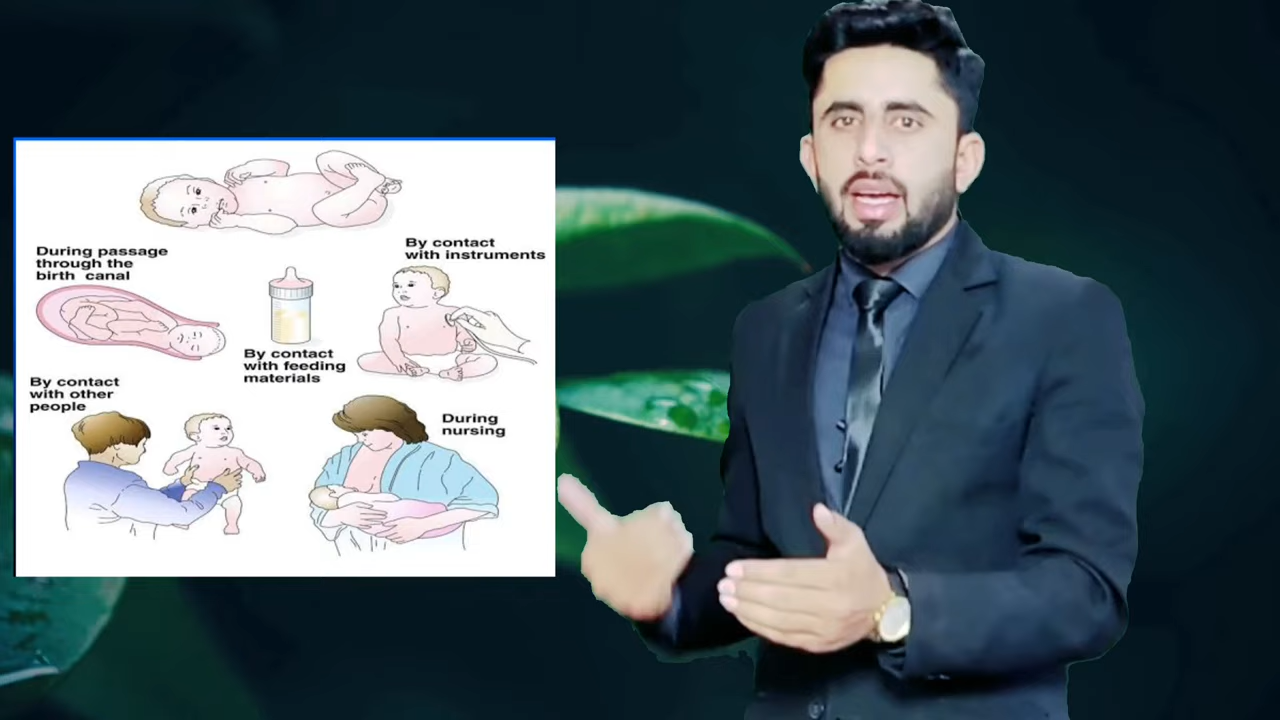 During passage
through the
birth canal
By contact
with instruments
By contact
with feeding
materials
By contact
with other
people
During
nursing